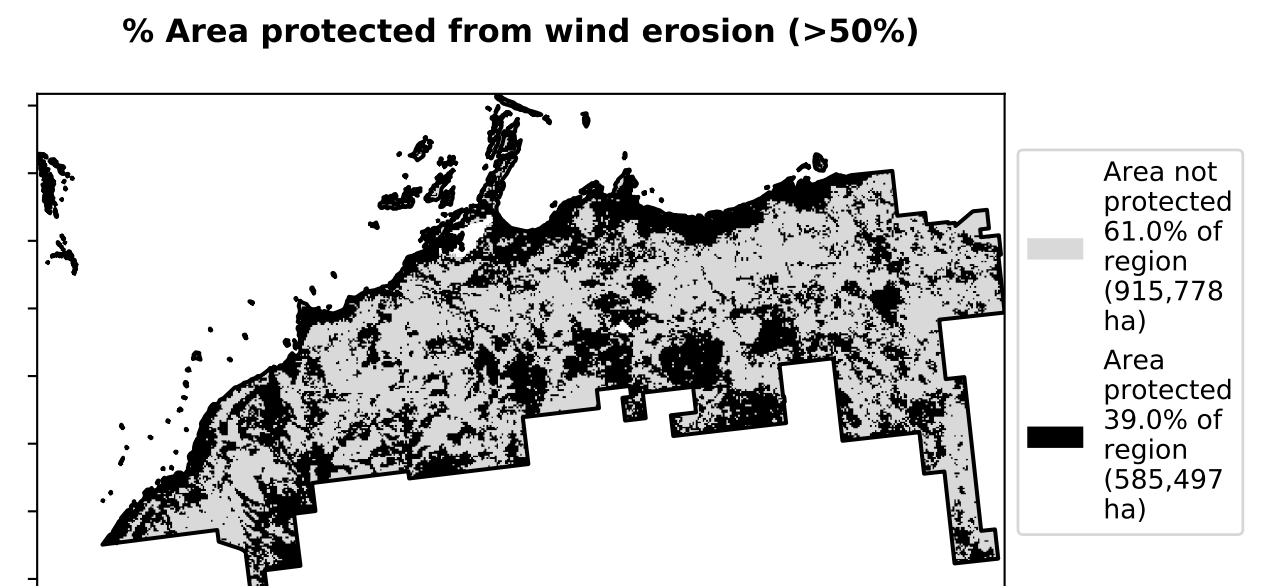 % Area protected from wind erosion (>50%)
Area not
protected
61.0% of
region
(915,778
ha)
Area
protected
39.0% of
region
(585,497
ha)